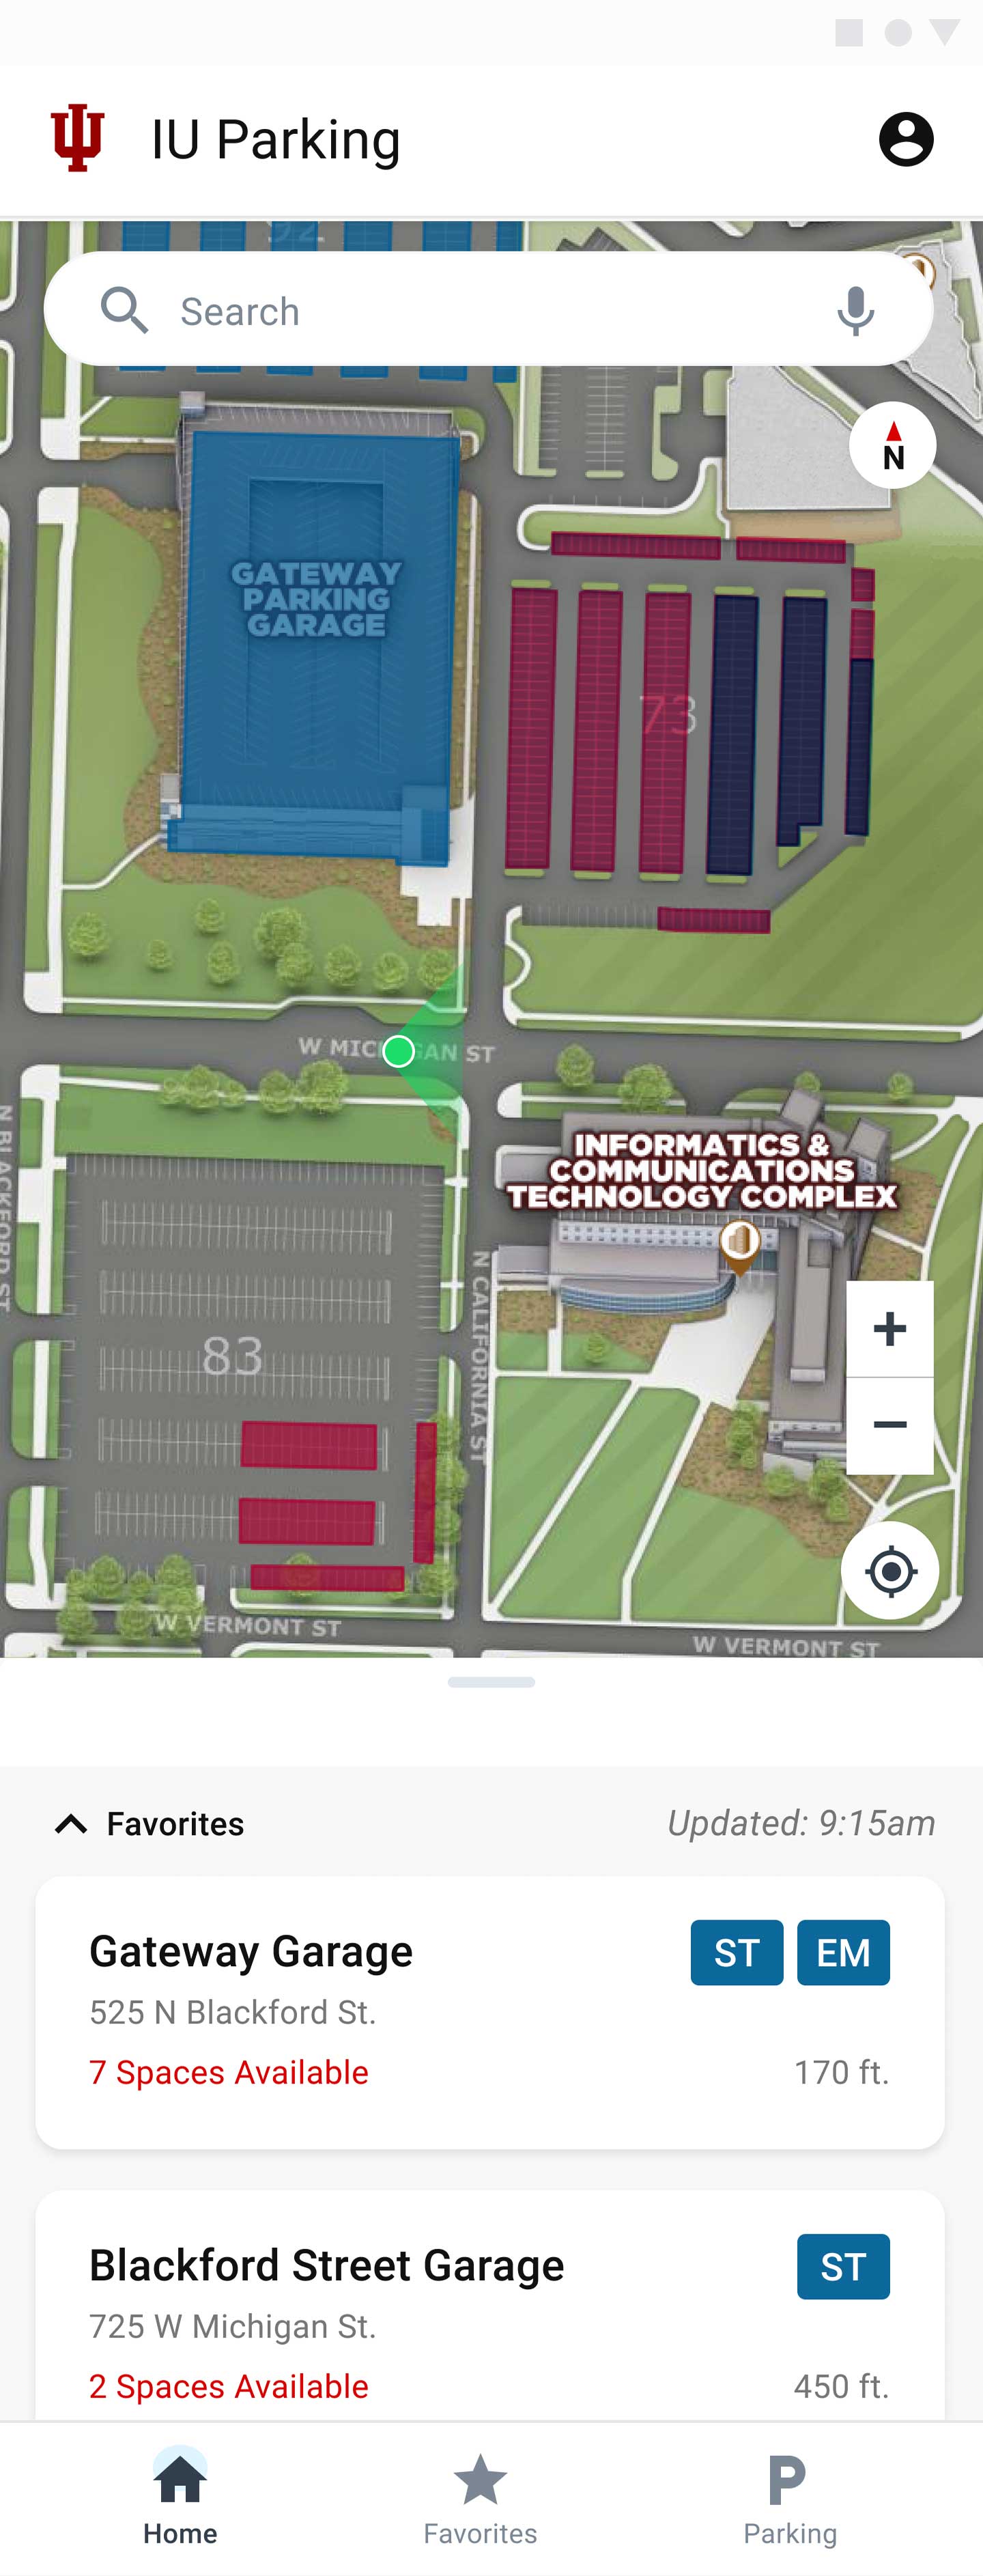 IU Parking
92
Search
N
GATEWAY
PARKING
GARAGE
73
W MICHIGAN ST
INFORMATICS &
COMMUNICATIONS
TECHNOLOGY COMPLEX
N BLACKFORD ST
N CALIFORNIA ST
83
W VERMONT ST
W VERMONT ST
Favorites
Updated: 9:15am
Gateway Garage
ST EM
525 N Blackford St.
7 Spaces Available
170 ft.
Blackford Street Garage
ST
725 W Michigan St.
2 Spaces Available
450 ft.
Home
Favorites
Parking